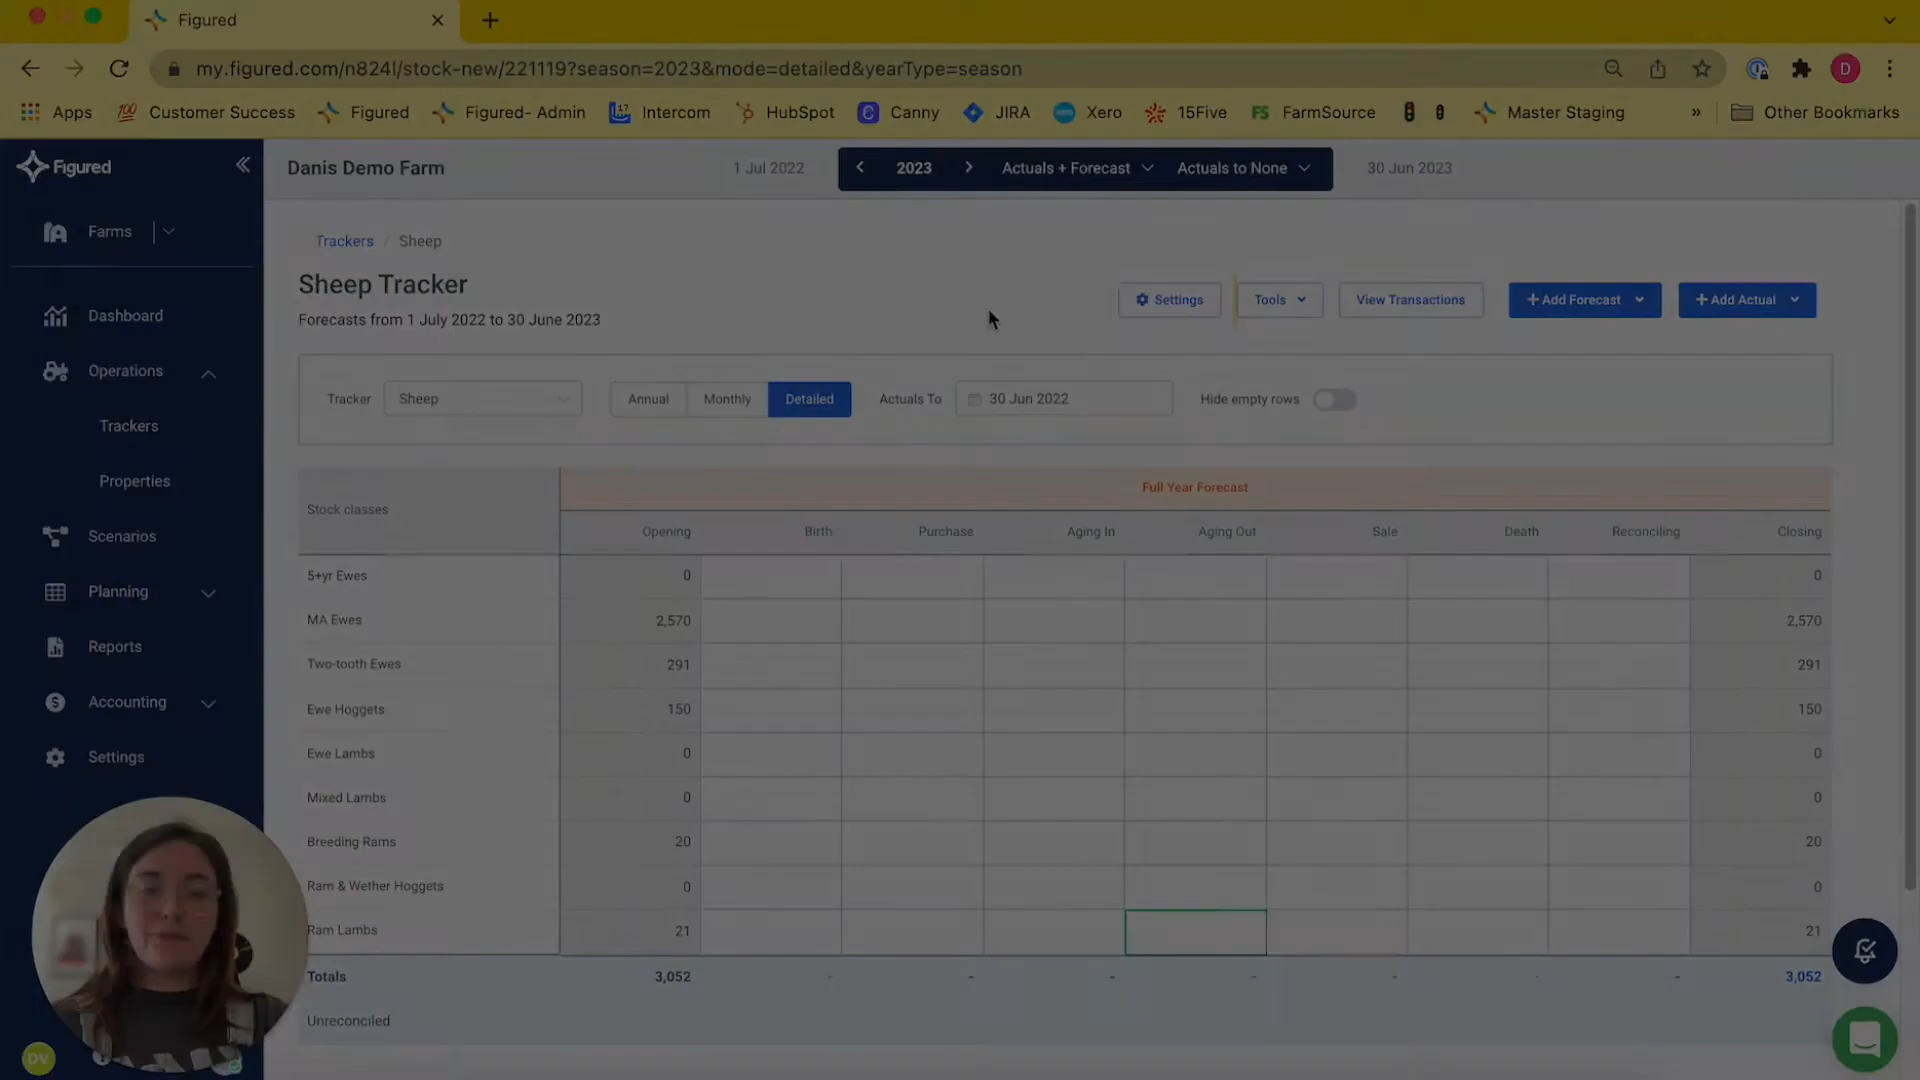 Figured
my.figured.com/n824l/stock-new/221119?season=2023&mode=detailed&yearType=season
D
Apps Customer Success Figured Figured- Admin Intercom HubSpot Canny JIRA Xero 15Five FarmSource Master Staging » Other Bookmarks
Figured
Danis Demo Farm
1 Jul 2022 2023 Actuals + Forecast Actuals to None 30 Jun 2023
Farms
Dashboard
Operations
Trackers
Properties
Scenarios
Planning
Reports
Accounting
Settings
Trackers / Sheep
Sheep Tracker
Forecasts from 1 July 2022 to 30 June 2023
Settings Tools View Transactions + Add Forecast + Add Actual
Tracker Sheep Annual Monthly Detailed Actuals To 30 Jun 2022 Hide empty rows
Full Year Forecast
Stock classes Opening Birth Purchase Aging In Aging Out Sale Death Reconciling Closing
5+yr Ewes 0 0
MA Ewes 2,570 2,570
Two-tooth Ewes 291 291
Ewe Hoggets 150 150
Ewe Lambs 0 0
Mixed Lambs 0 0
Breeding Rams 20 20
Ram & Wether Hoggets 0 0
Ram Lambs 21 21
Totals 3,052 - - - - - - - 3,052
Unreconciled
DV